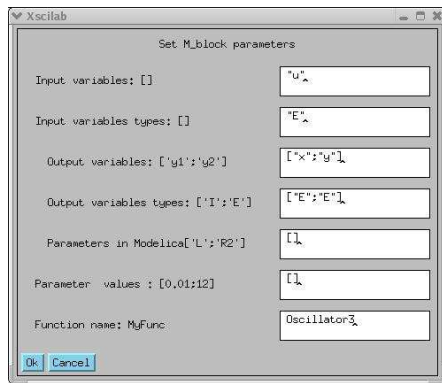 Xscilab
Set M_block parameters
Input variables: [] "u"
Input variables types: [] "E"
Output variables: ['y1';'y2'] ["x";"y"]
Output variables types: ['I';'E'] ["E";"E"]
Parameters in Modelica['L';'R2'] []
Parameter values : [0.01;12] []
Function name: MyFunc Oscillator3
Ok Cancel